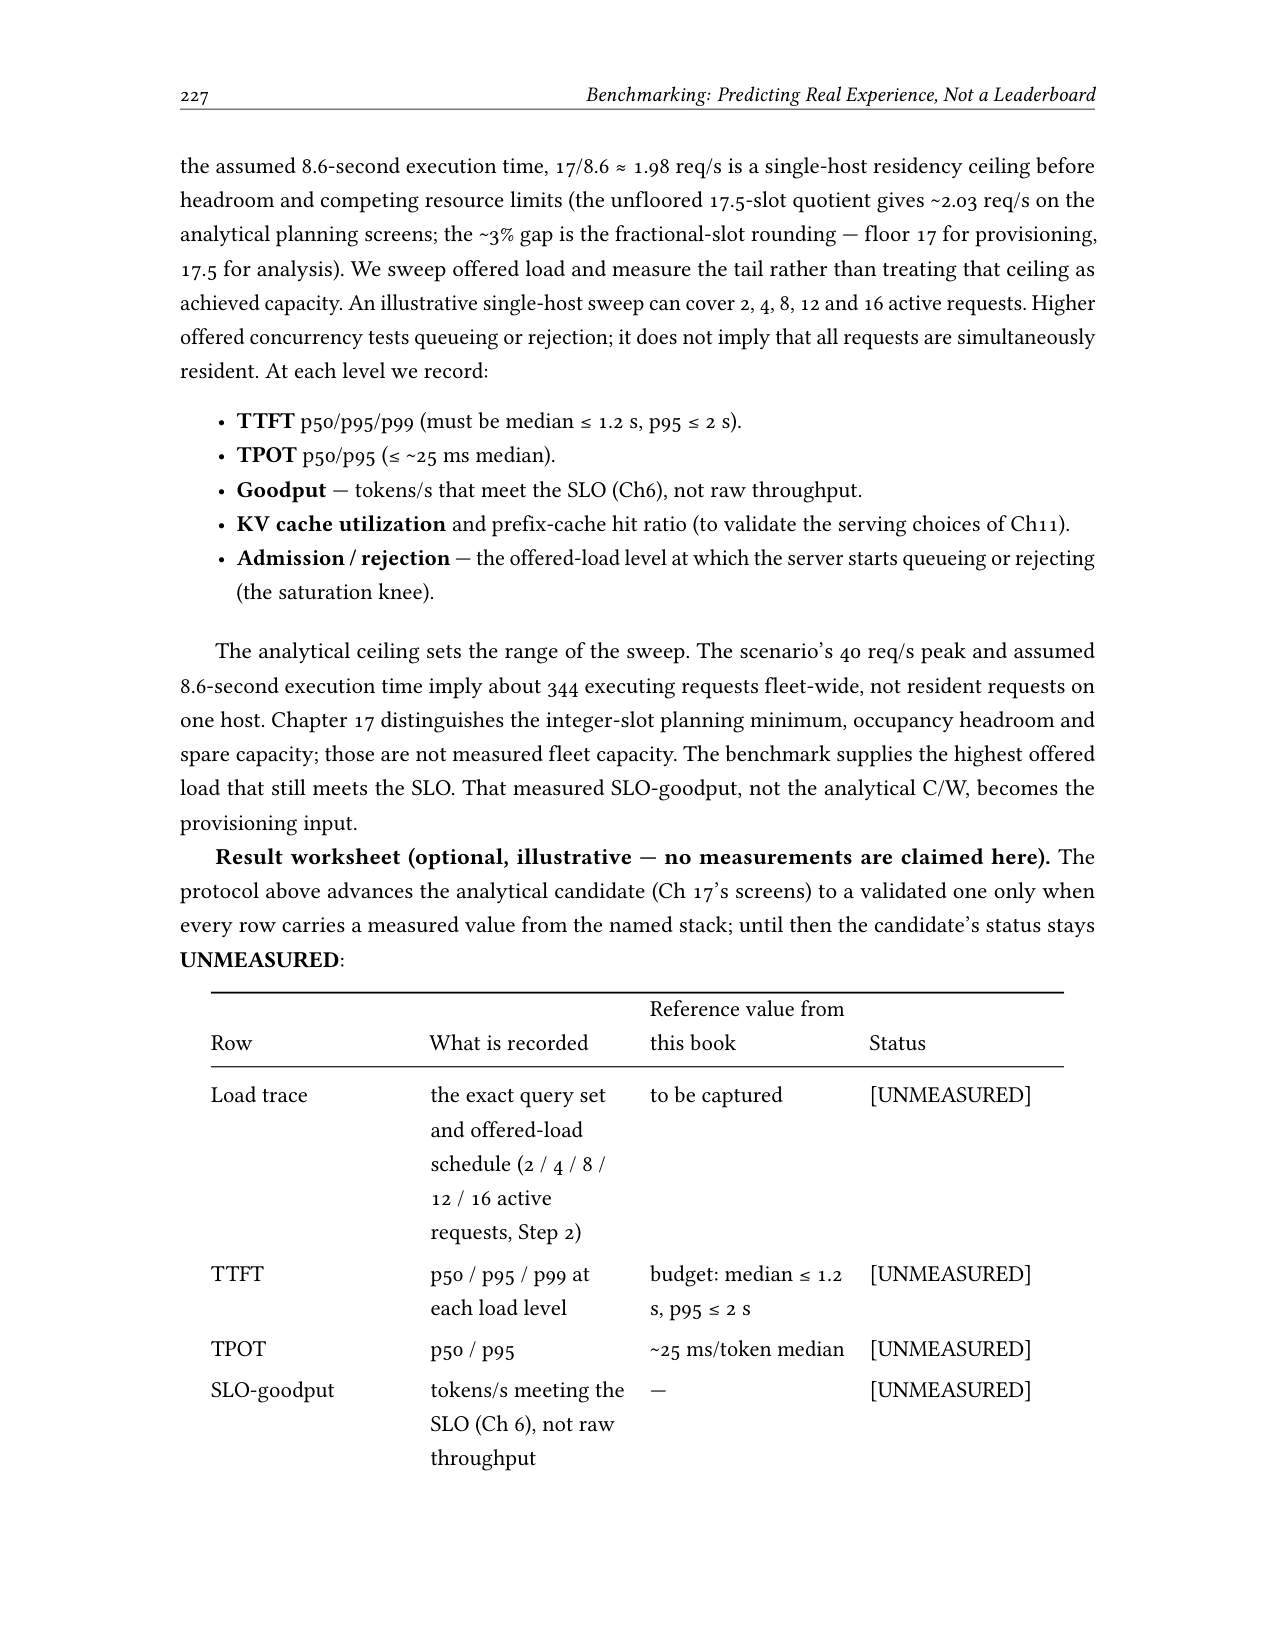 227
Benchmarking: Predicting Real Experience, Not a Leaderboard
the assumed 8.6-second execution time, 17/8.6 ≈ 1.98 req/s is a single-host residency ceiling before
headroom and competing resource limits (the unfloored 17.5-slot quotient gives ~2.03 req/s on the
analytical planning screens; the ~3% gap is the fractional-slot rounding — floor 17 for provisioning,
17.5 for analysis). We sweep offered load and measure the tail rather than treating that ceiling as
achieved capacity. An illustrative single-host sweep can cover 2, 4, 8, 12 and 16 active requests. Higher
offered concurrency tests queueing or rejection; it does not imply that all requests are simultaneously
resident. At each level we record:
• TTFT p50/p95/p99 (must be median ≤ 1.2 s, p95 ≤ 2 s).
• TPOT p50/p95 (≤ ~25 ms median).
• Goodput — tokens/s that meet the SLO (Ch6), not raw throughput.
• KV cache utilization and prefix-cache hit ratio (to validate the serving choices of Ch11).
• Admission / rejection — the offered-load level at which the server starts queueing or rejecting
(the saturation knee).
The analytical ceiling sets the range of the sweep. The scenario's 40 req/s peak and assumed
8.6-second execution time imply about 344 executing requests fleet-wide, not resident requests on
one host. Chapter 17 distinguishes the integer-slot planning minimum, occupancy headroom and
spare capacity; those are not measured fleet capacity. The benchmark supplies the highest offered
load that still meets the SLO. That measured SLO-goodput, not the analytical C/W, becomes the
provisioning input.
Result worksheet (optional, illustrative — no measurements are claimed here). The
protocol above advances the analytical candidate (Ch 17's screens) to a validated one only when
every row carries a measured value from the named stack; until then the candidate's status stays
UNMEASURED:
Reference value from
Row What is recorded this book Status
Load trace the exact query set to be captured [UNMEASURED]
and offered-load
schedule (2 / 4 / 8 /
12 / 16 active
requests, Step 2)
TTFT p50 / p95 / p99 at budget: median ≤ 1.2 [UNMEASURED]
each load level s, p95 ≤ 2 s
TPOT p50 / p95 ~25 ms/token median [UNMEASURED]
SLO-goodput tokens/s meeting the — [UNMEASURED]
SLO (Ch 6), not raw
throughput